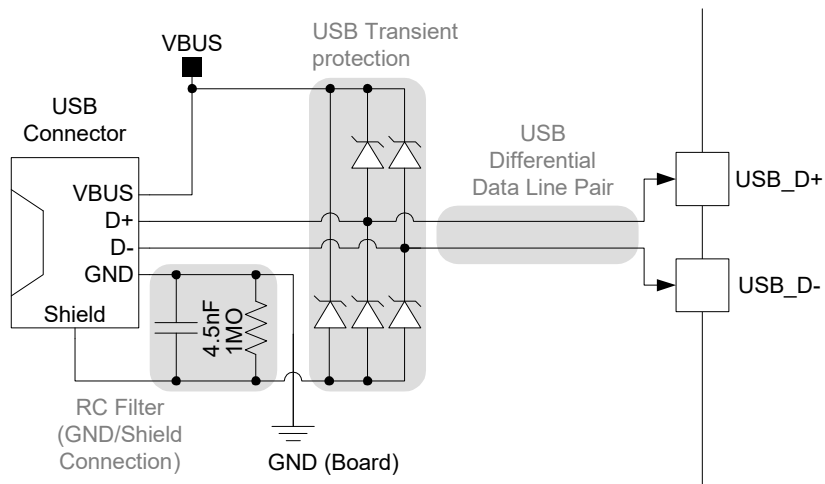 VBUS
USB Transient
protection
USB
Connector
VBUS
D+
D-
GND
Shield
USB
Differential
Data Line Pair
USB_D+
USB_D-
4.5nF
1MO
RC Filter
(GND/Shield
Connection)
GND (Board)